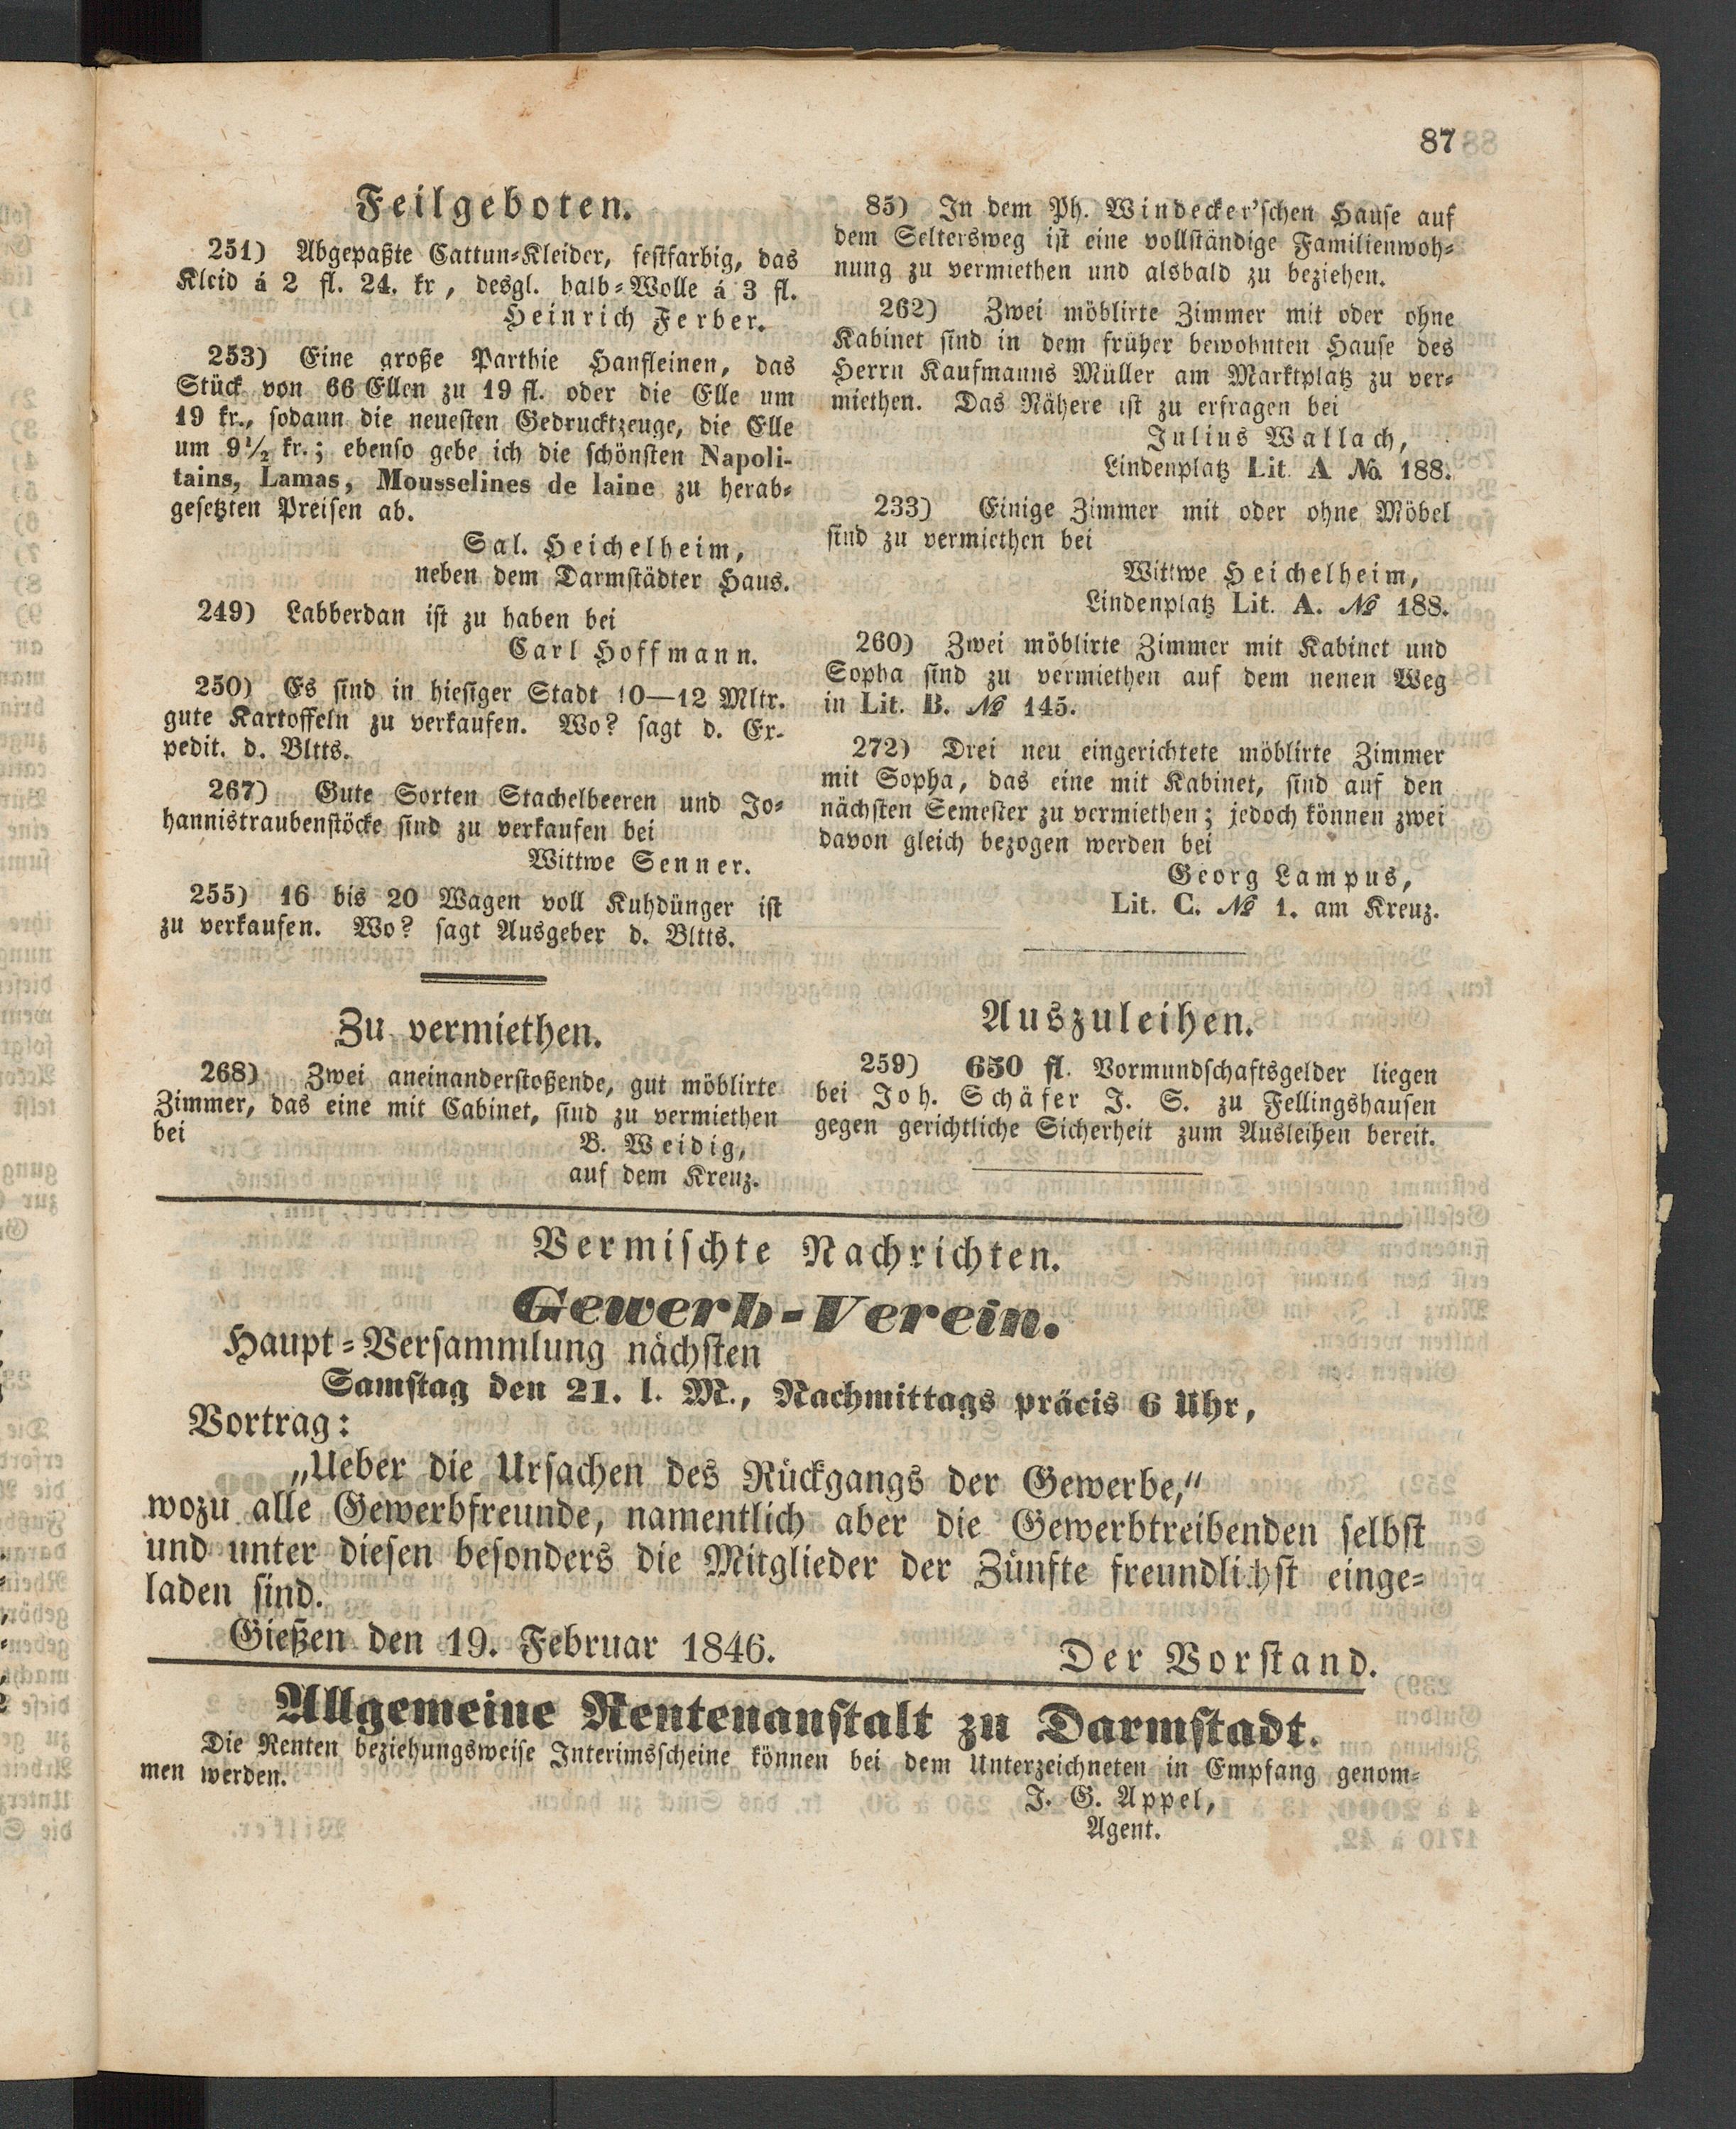 87
Feilgeboten.
251) Abgepaßte Cattun-Kleider, festfarbig, das
Kleid á 2 fl. 24. kr, desgl. halb-Wolle á 3 fl.
Heinrich Ferber.
253) Eine große Parthie Hanfleinen, das
Stück von 66 Ellen zu 19 fl. oder die Elle um
19 kr., sodann die neuesten Gedrucktzeuge, die Elle
um 9½ kr.; ebenso gebe ich die schönsten Napoli-
tains, Lamas, Mousselines de laine zu herab-
gesetzten Preisen ab.
Sal. Heichelheim,
neben dem Darmstädter Haus.
249) Labberdan ist zu haben bei
Carl Hoffmann.
250) Es sind in hiesiger Stadt 10—12 Mltr.
gute Kartoffeln zu verkaufen. Wo? sagt d. Ex-
pedit. d. Bltts.
267) Gute Sorten Stachelbeeren und Jo-
hannistraubenstöcke sind zu verkaufen bei
Wittwe Senner.
255) 16 bis 20 Wagen voll Kuhdünger ist
zu verkaufen. Wo? sagt Ausgeber d. Bltts.
Zu vermiethen.
268) Zwei aneinanderstoßende, gut möblirte
Zimmer, das eine mit Cabinet, sind zu vermiethen
bei
B. Weidig,
auf dem Kreuz.
85) In dem Ph. Windecker'schen Hause auf
dem Seltersweg ist eine vollständige Familienwoh-
nung zu vermiethen und alsbald zu beziehen.
262) Zwei möblirte Zimmer mit oder ohne
Kabinet sind in dem früher bewohnten Hause des
Herrn Kaufmanns Müller am Marktplatz zu ver-
miethen. Das Nähere ist zu erfragen bei
Julius Wallach,
Lindenplatz Lit. A No. 188.
233) Einige Zimmer mit oder ohne Möbel
sind zu vermiethen bei
Wittwe Heichelheim,
Lindenplatz Lit. A. № 188.
260) Zwei möblirte Zimmer mit Kabinet und
Sopha sind zu vermiethen auf dem neuen Weg
in Lit. B. № 145.
272) Drei neu eingerichtete möblirte Zimmer
mit Sopha, das eine mit Kabinet, sind auf den
nächsten Semester zu vermiethen; jedoch können zwei
davon gleich bezogen werden bei
Georg Lampus,
Lit. C. № 1. am Kreuz.
Auszuleihen.
259) 650 fl. Vormundschaftsgelder liegen
bei Joh. Schäfer J. S. zu Fellingshausen
gegen gerichtliche Sicherheit zum Ausleihen bereit.
Vermischte Nachrichten.
Gewerb-Verein.
Haupt-Versammlung nächsten
Samstag den 21. l. M., Nachmittags präcis 6 Uhr,
Vortrag:
„Ueber die Ursachen des Rückgangs der Gewerbe,"
wozu alle Gewerbfreunde, namentlich aber die Gewerbtreibenden selbst
und unter diesen besonders die Mitglieder der Zünfte freundlichst einge-
laden sind.
Gießen den 19. Februar 1846.
Der Vorstand.
Allgemeine Rentenanstalt zu Darmstadt.
Die Renten beziehungsweise Interimsscheine können bei dem Unterzeichneten in Empfang genom-
men werden.
J. G. Appel,
Agent.